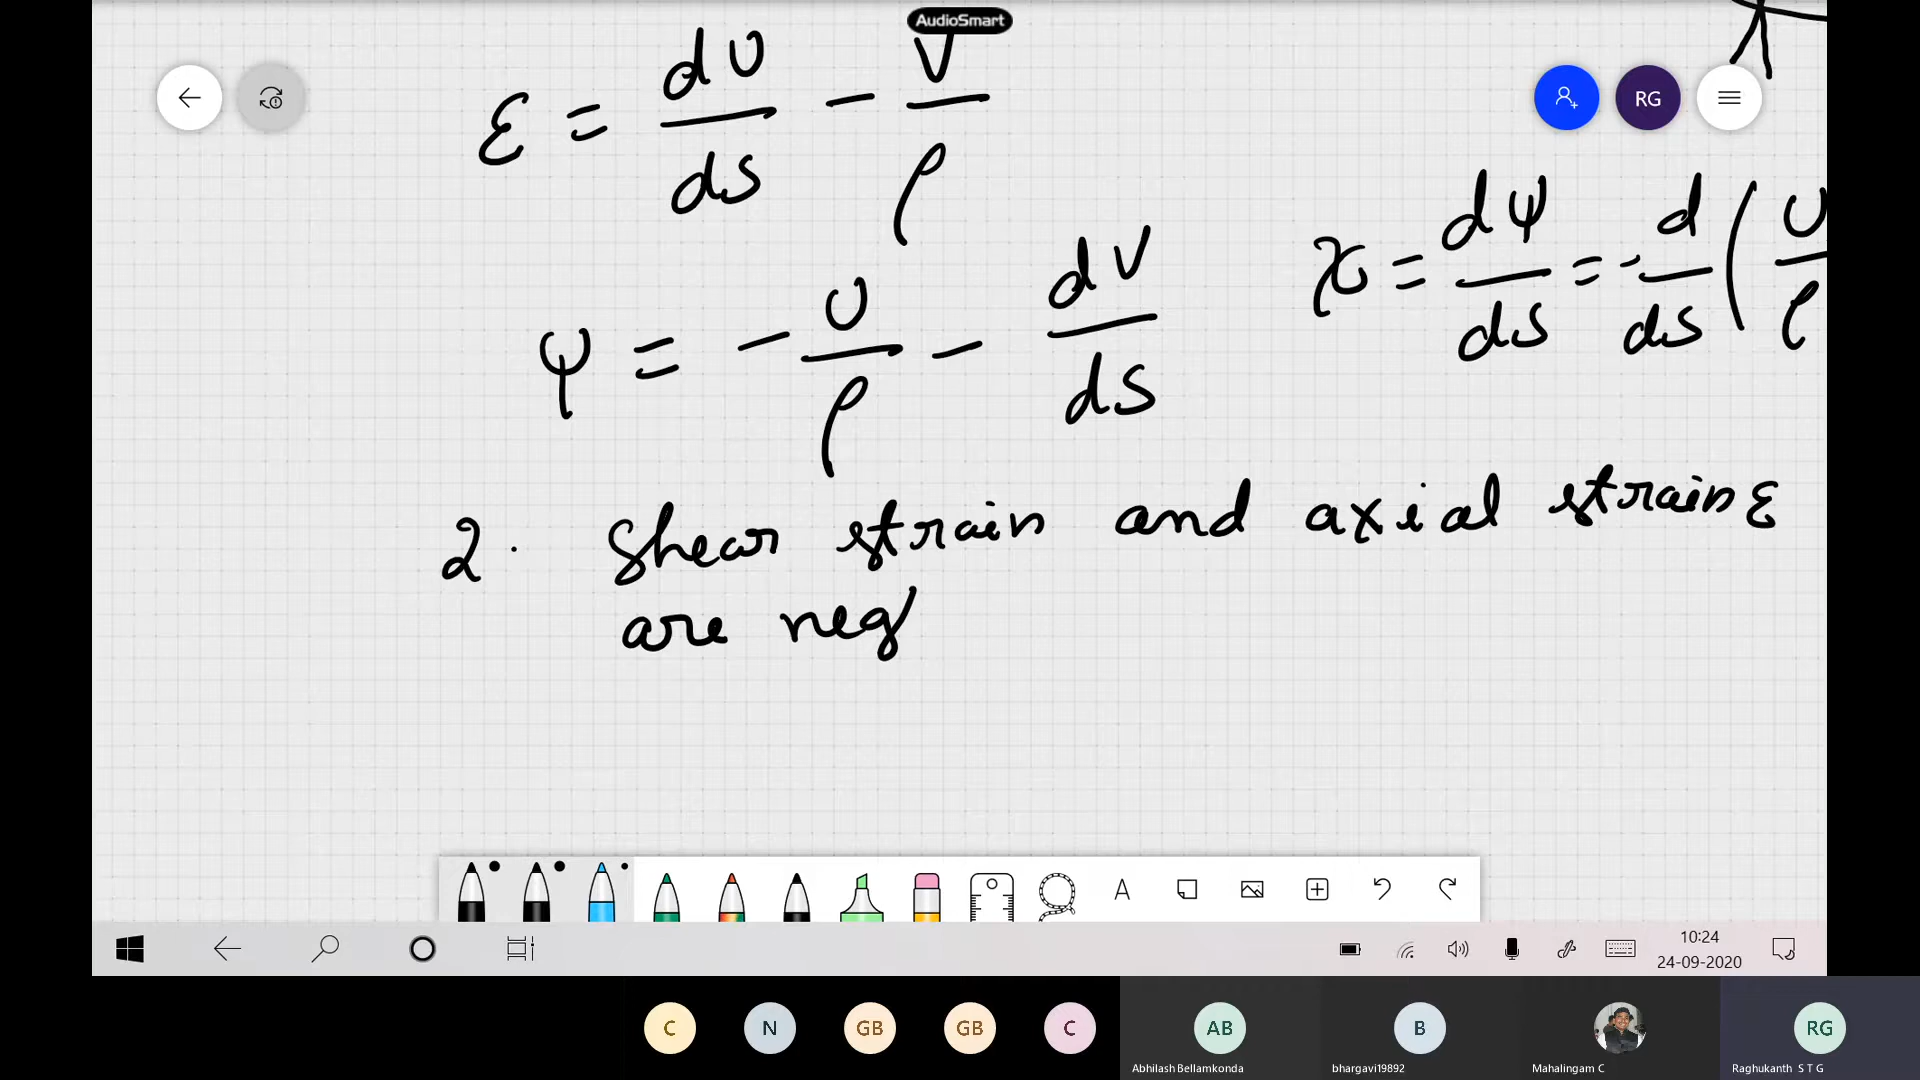 AudioSmart
ε = dU/ds - V/ρ
RG
ψ = - U/ρ - dV/ds
χ = dψ/ds = - d/ds (U/ρ
2. Shear strain and axial strain ε
are neg
A
10:24
24-09-2020
C N GB GB C AB B RG
Abhilash Bellamkonda bhargavi19892 Mahalingam C Raghukanth S T G